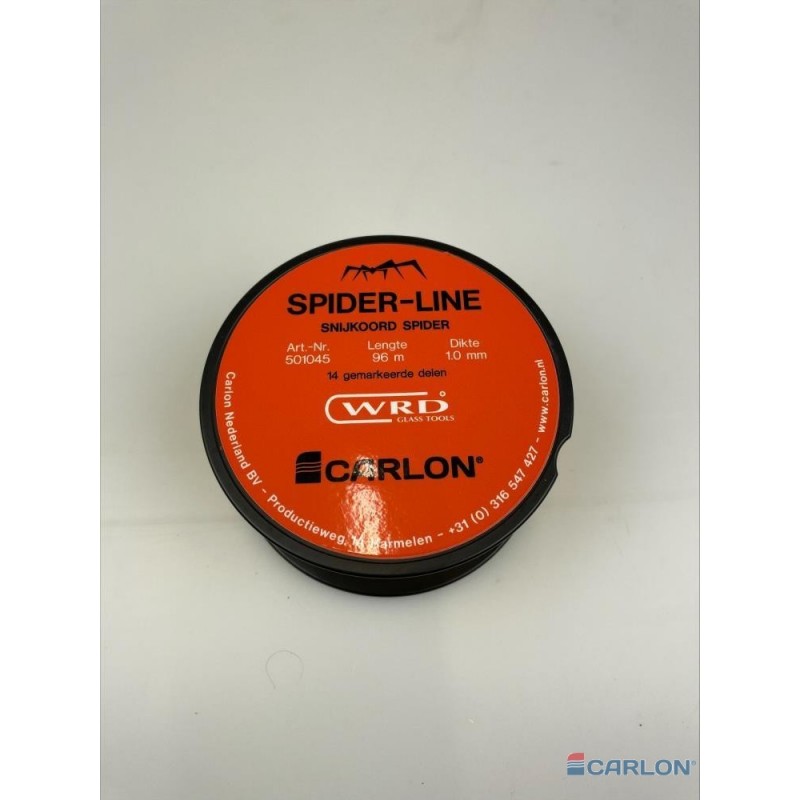 SPIDER-LINE
SNIJKOORD SPIDER
Art.-Nr. Lengte Dikte
501045 96 m 1.0 mm
14 gemarkeerde delen
WRD
GLASS TOOLS
CARLON®
Carlon Nederland BV - Productieweg, Harmelen - +31 (0) 316 547 427 - www.carlon.nl
CARLON®